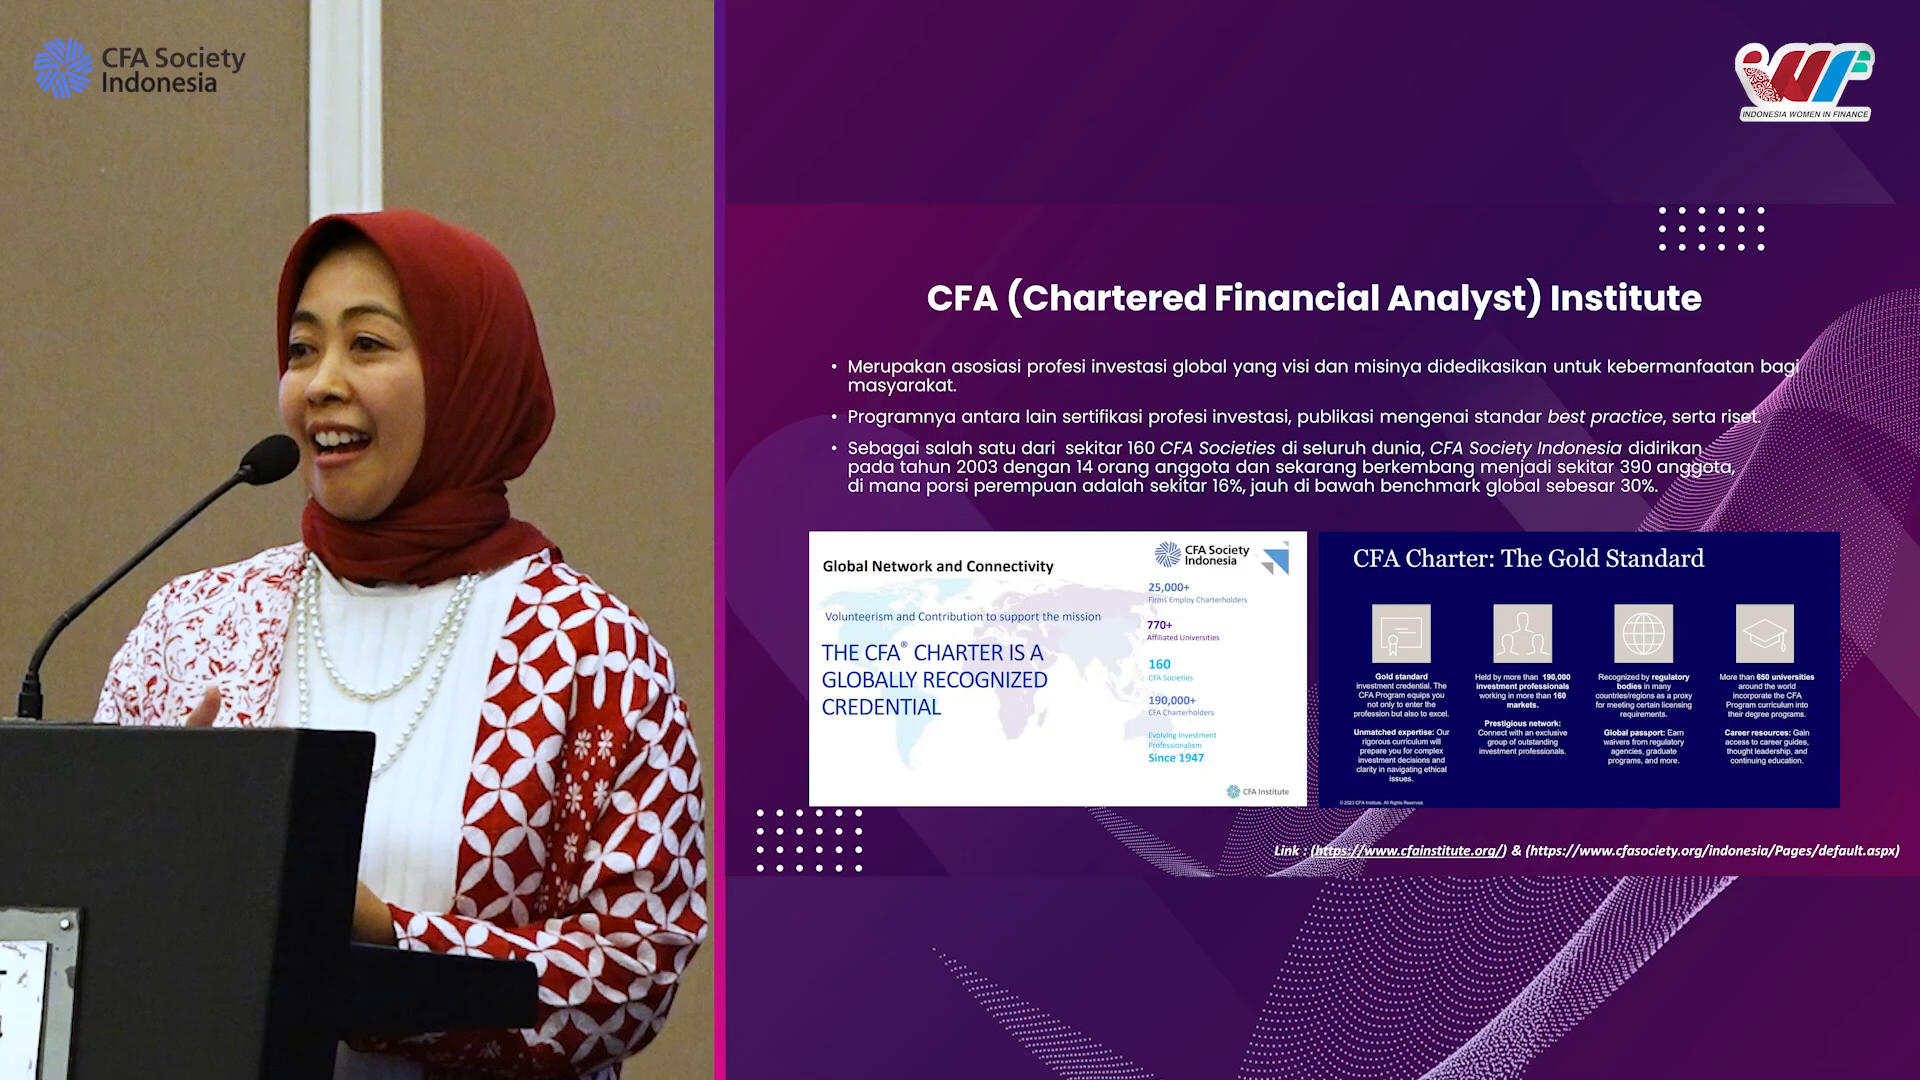 CFA Society
Indonesia
IWF
INDONESIA WOMEN IN FINANCE
CFA (Chartered Financial Analyst) Institute
• Merupakan asosiasi profesi investasi global yang visi dan misinya didedikasikan untuk kebermanfaatan bagi
masyarakat.
• Programnya antara lain sertifikasi profesi investasi, publikasi mengenai standar best practice, serta riset.
• Sebagai salah satu dari sekitar 160 CFA Societies di seluruh dunia, CFA Society Indonesia didirikan
pada tahun 2003 dengan 14 orang anggota dan sekarang berkembang menjadi sekitar 390 anggota,
di mana porsi perempuan adalah sekitar 16%, jauh di bawah benchmark global sebesar 30%.
Global Network and Connectivity
CFA Society
Indonesia
Volunteerism and Contribution to support the mission
THE CFA® CHARTER IS A
GLOBALLY RECOGNIZED
CREDENTIAL
25,000+
Firms Employ Charterholders
770+
Affiliated Universities
160
CFA Societies
190,000+
CFA Charterholders
Evolving Investment
Professionalism
Since 1947
CFA Institute
CFA Charter: The Gold Standard
Gold standard
investment credential. The
CFA Program equips you
not only to enter the
profession but also to excel.
Unmatched expertise: Our
rigorous curriculum will
prepare you for complex
investment decisions and
clarity in navigating ethical
issues.
Held by more than 190,000
investment professionals
working in more than 160
markets.
Prestigious network:
Connect with an exclusive
group of outstanding
investment professionals.
Recognized by regulatory
bodies in many
countries/regions as a proxy
for meeting certain licensing
requirements.
Global passport: Earn
waivers from regulatory
agencies, graduate
programs, and more.
More than 650 universities
around the world
incorporate the CFA
Program curriculum into
their degree programs.
Career resources: Gain
access to career guides,
thought leadership, and
continuing education.
© 2023 CFA Institute. All Rights Reserved.
Link : (https://www.cfainstitute.org/) & (https://www.cfasociety.org/indonesia/Pages/default.aspx)